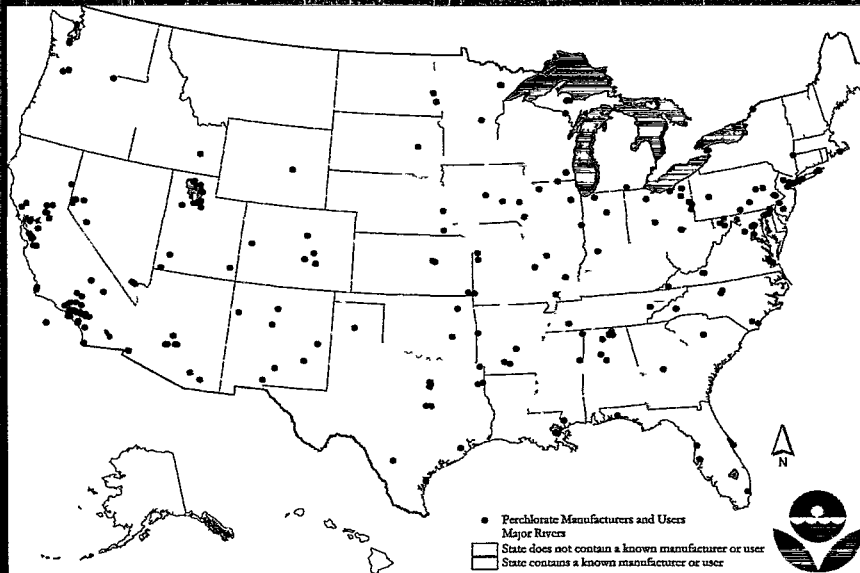 N
Perchlorate Manufacturers and Users
Major Rivers
State does not contain a known manufacturer or user
State contains a known manufacturer or user